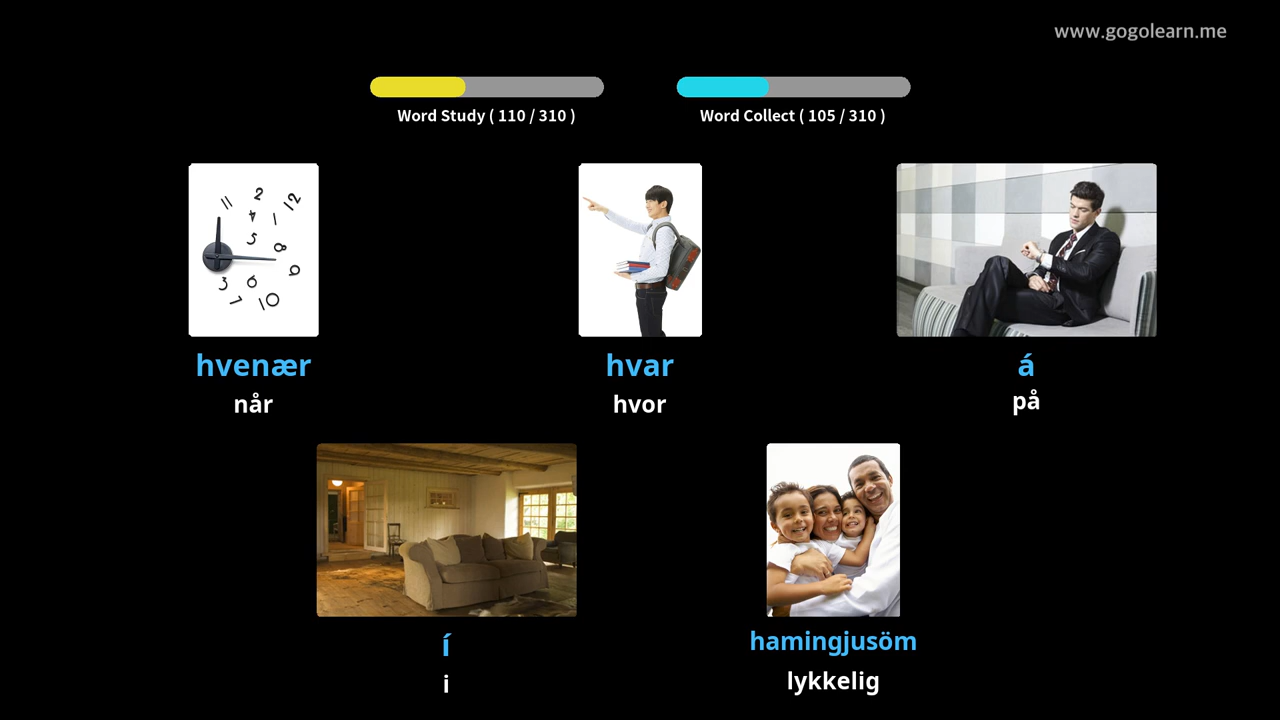 www.gogolearn.me
Word Study ( 110 / 310 )
Word Collect ( 105 / 310 )
hvenær
når
hvar
hvor
á
på
í
i
hamingjusöm
lykkelig